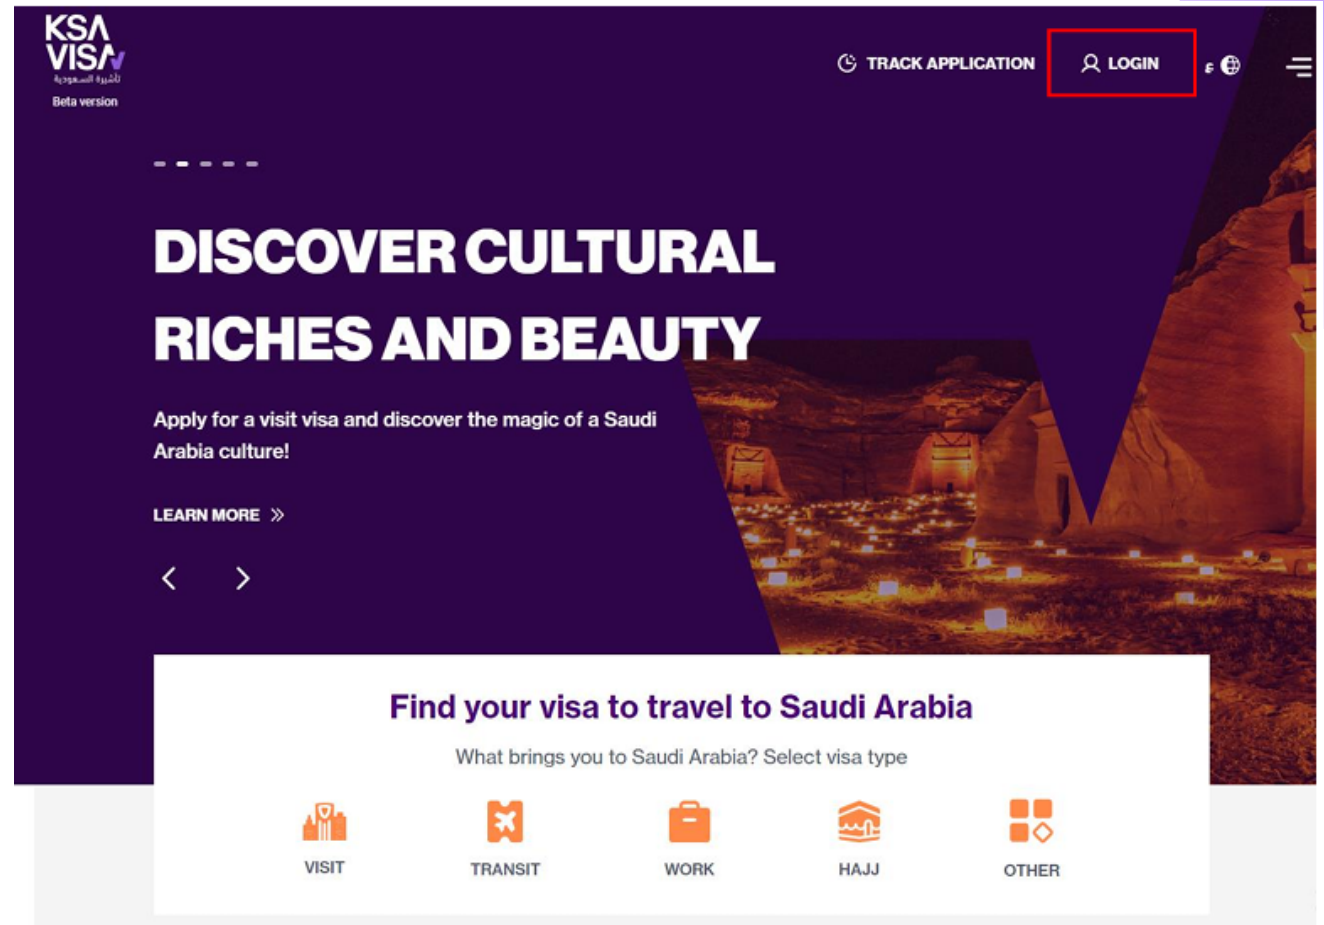 KSA
VISA
تأشيرة السعودية
Beta version
TRACK APPLICATION
LOGIN
ع
DISCOVER CULTURAL
RICHES AND BEAUTY
Apply for a visit visa and discover the magic of a Saudi
Arabia culture!
LEARN MORE
Find your visa to travel to Saudi Arabia
What brings you to Saudi Arabia? Select visa type
VISIT
TRANSIT
WORK
HAJJ
OTHER